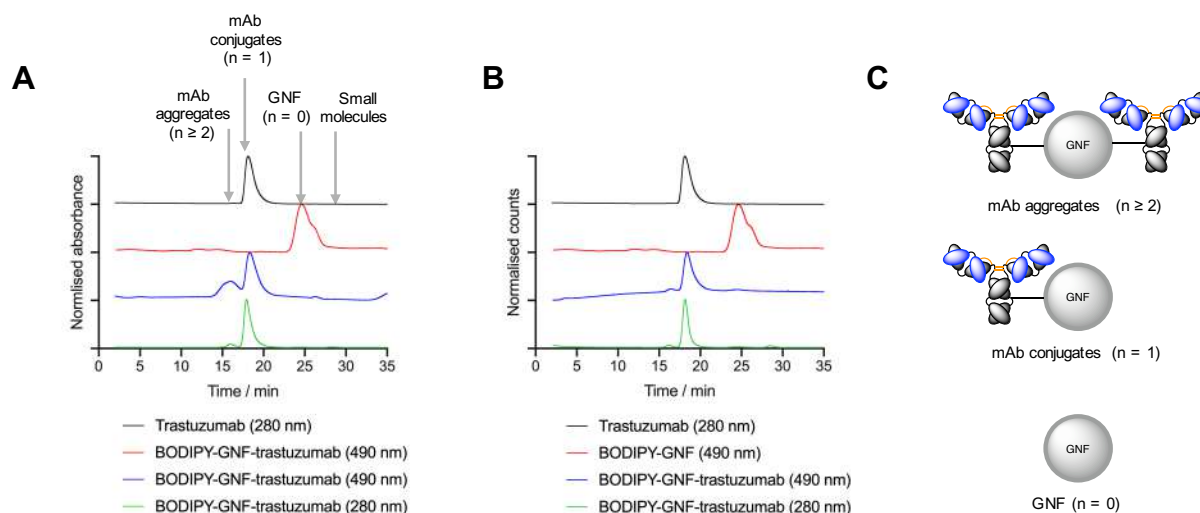 A
mAb
conjugates
(n = 1)
mAb
aggregates
(n ≥ 2)
GNF
(n = 0)
Small
molecules
Normlised absorbance
0 5 10 15 20 25 30 35
Time / min
Trastuzumab (280 nm)
BODIPY-GNF-trastuzumab (490 nm)
BODIPY-GNF-trastuzumab (490 nm)
BODIPY-GNF-trastuzumab (280 nm)
B
Normalised counts
0 5 10 15 20 25 30 35
Time / min
Trastuzumab (280 nm)
BODIPY-GNF (490 nm)
BODIPY-GNF-trastuzumab (490 nm)
BODIPY-GNF-trastuzumab (280 nm)
C
GNF
mAb aggregates (n ≥ 2)
GNF
mAb conjugates (n = 1)
GNF
GNF (n = 0)